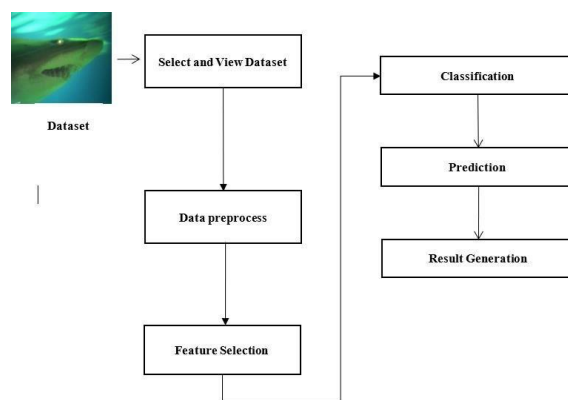 Dataset
Select and View Dataset
Data preprocess
Feature Selection
Classification
Prediction
Result Generation